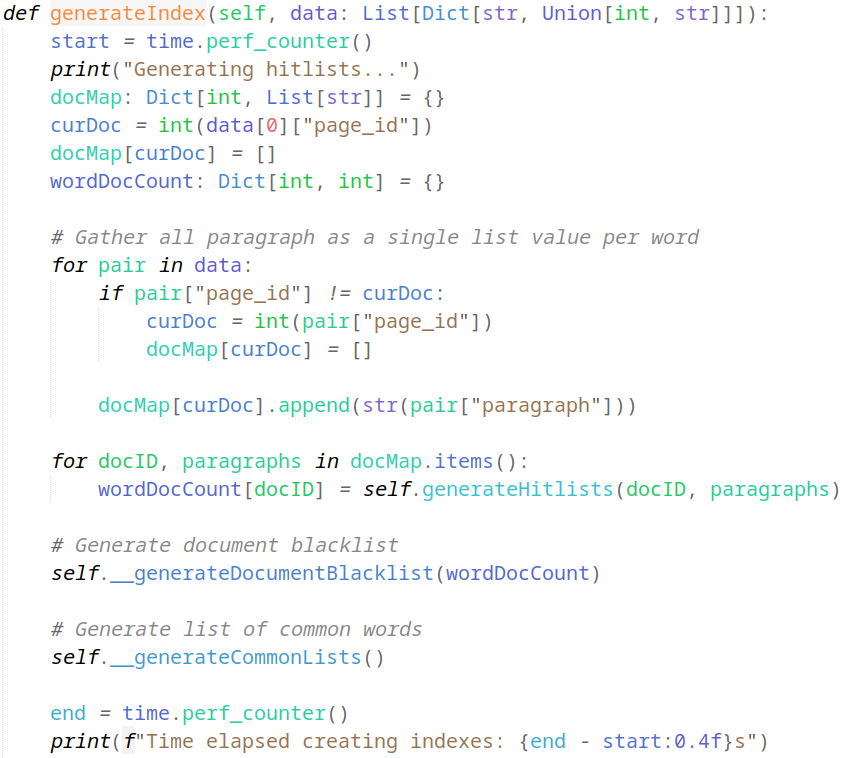 def generateIndex(self, data: List[Dict[str, Union[int, str]]]):
    start = time.perf_counter()
    print("Generating hitlists...")
    docMap: Dict[int, List[str]] = {}
    curDoc = int(data[0]["page_id"])
    docMap[curDoc] = []
    wordDocCount: Dict[int, int] = {}

    # Gather all paragraph as a single list value per word
    for pair in data:
        if pair["page_id"] != curDoc:
            curDoc = int(pair["page_id"])
            docMap[curDoc] = []

        docMap[curDoc].append(str(pair["paragraph"]))

    for docID, paragraphs in docMap.items():
        wordDocCount[docID] = self.generateHitlists(docID, paragraphs)

    # Generate document blacklist
    self.__generateDocumentBlacklist(wordDocCount)

    # Generate list of common words
    self.__generateCommonLists()

    end = time.perf_counter()
    print(f"Time elapsed creating indexes: {end - start:0.4f}s")